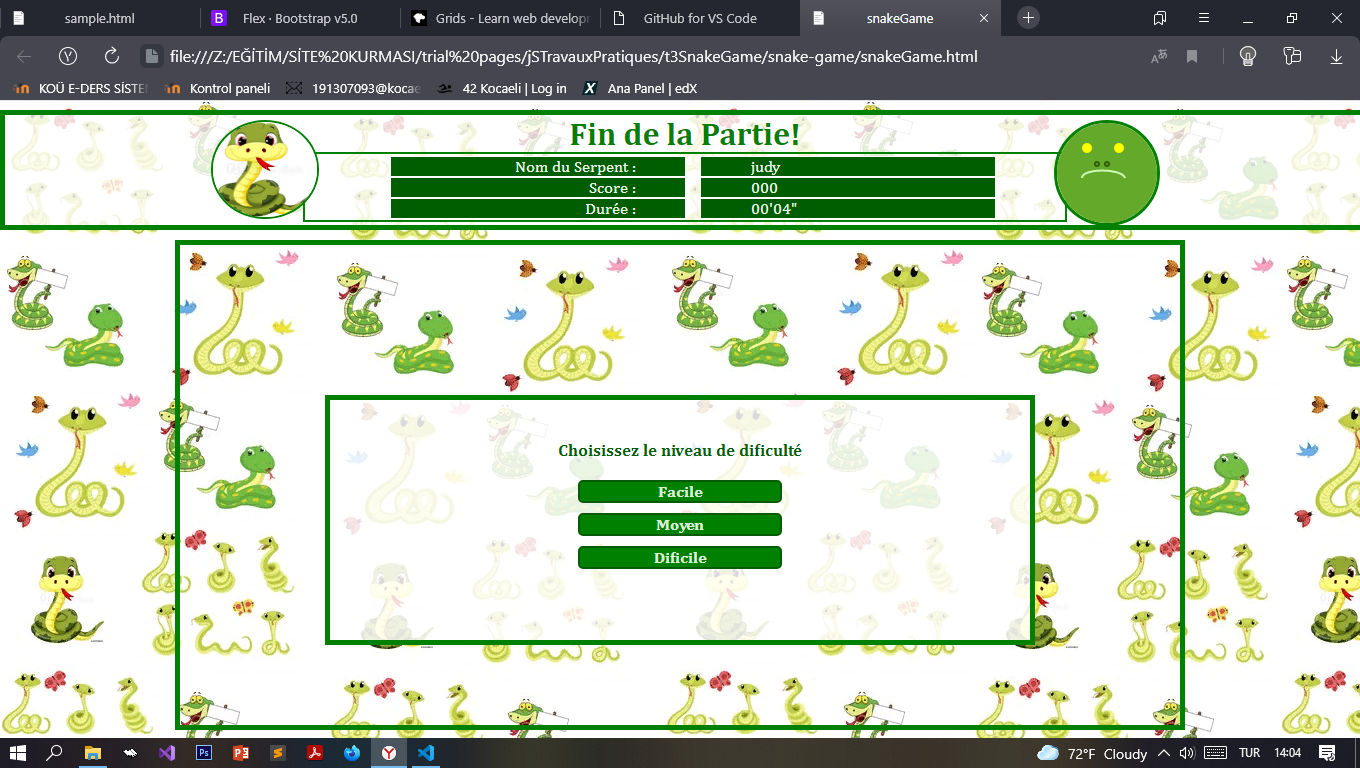 sample.html
Flex · Bootstrap v5.0
Grids - Learn web develop
GitHub for VS Code
snakeGame
file:///Z:/EĞİTİM/SİTE%20KURMASI/trial%20pages/jSTravauxPratiques/t3SnakeGame/snake-game/snakeGame.html
KOÜ E-DERS SİSTE
Kontrol paneli
191307093@kocae
42 Kocaeli | Log in
Ana Panel | edX
Fin de la Partie!
Nom du Serpent : judy
Score : 000
Durée : 00'04"
Choisissez le niveau de dificulté
Facile
Moyen
Dificile
72°F Cloudy
TUR
14:04